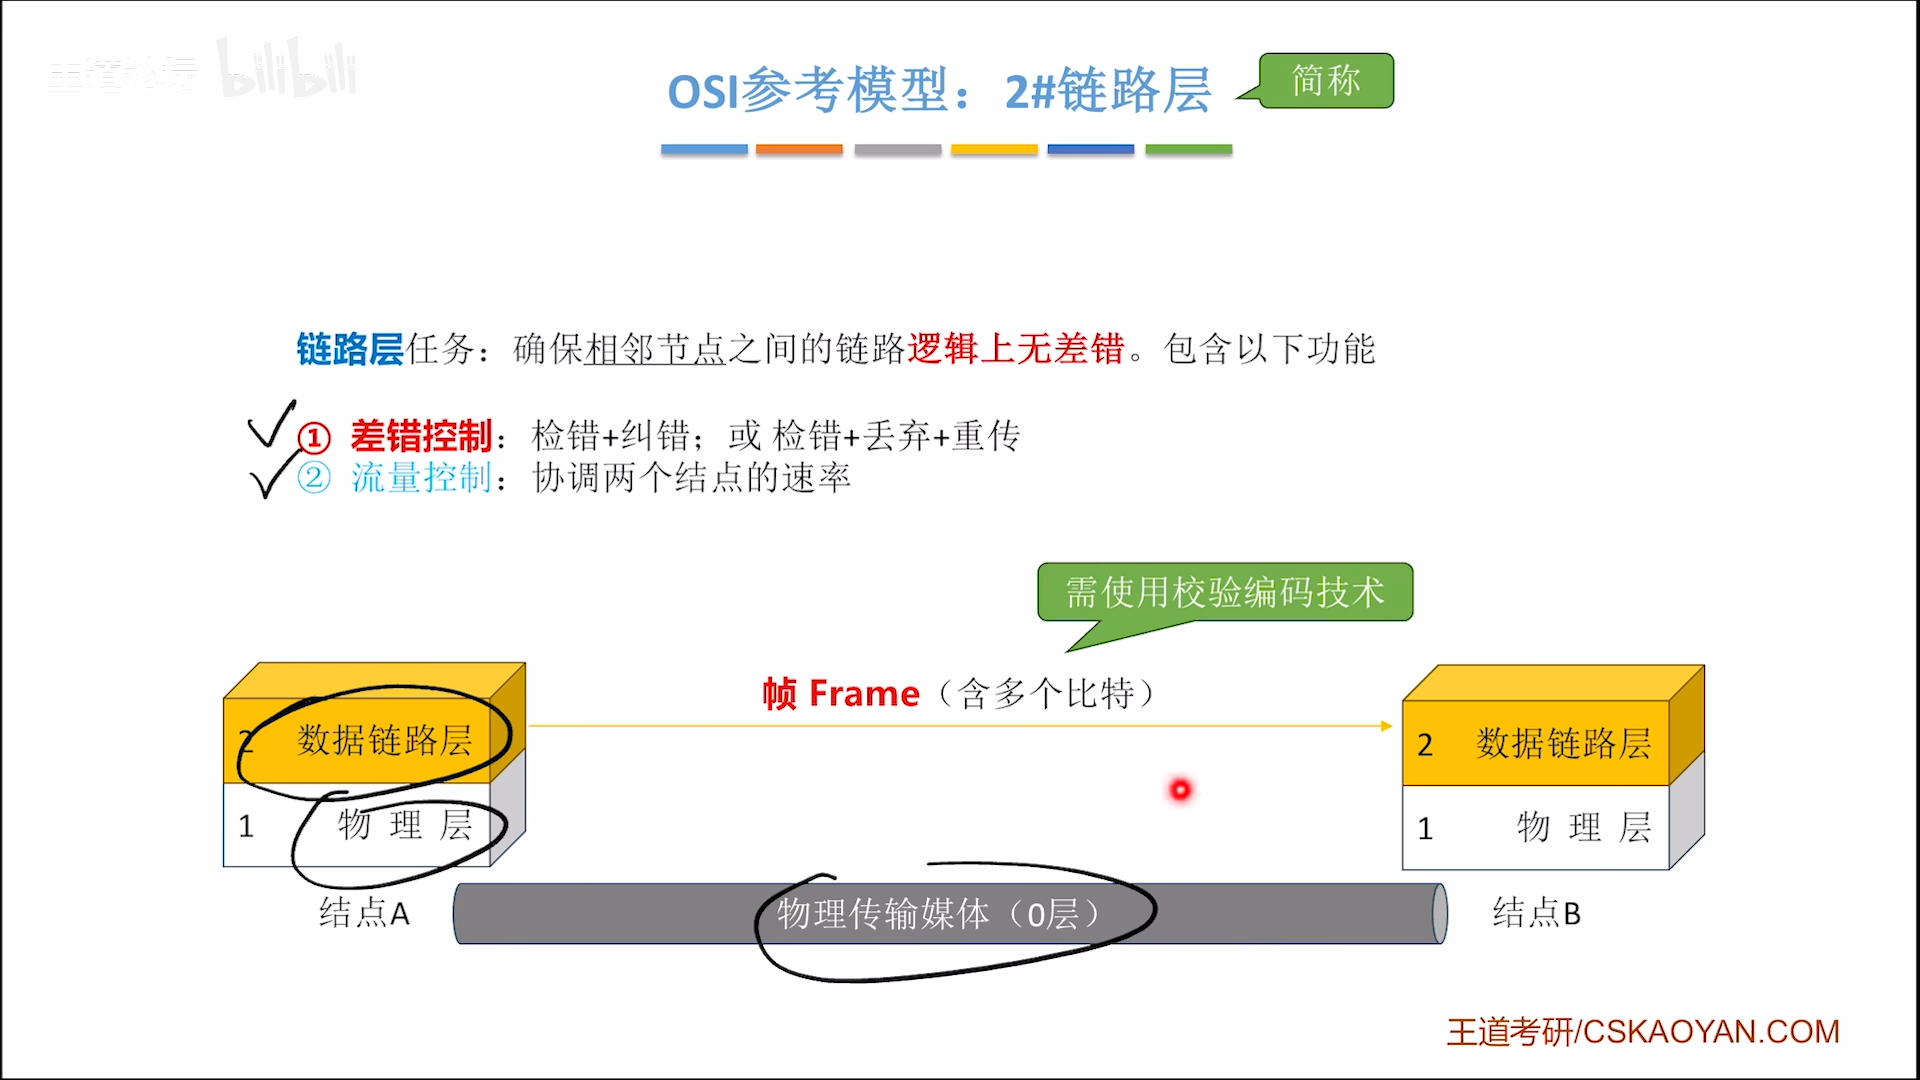 王道论坛 bilibili
OSI参考模型：2#链路层
简称
链路层任务：确保相邻节点之间的链路逻辑上无差错。包含以下功能
① 差错控制：检错+纠错；或 检错+丢弃+重传
② 流量控制：协调两个结点的速率
需使用校验编码技术
帧 Frame（含多个比特）
2 数据链路层
2 数据链路层
1 物 理 层
1 物 理 层
结点A
物理传输媒体（0层）
结点B
王道考研/CSKAOYAN.COM